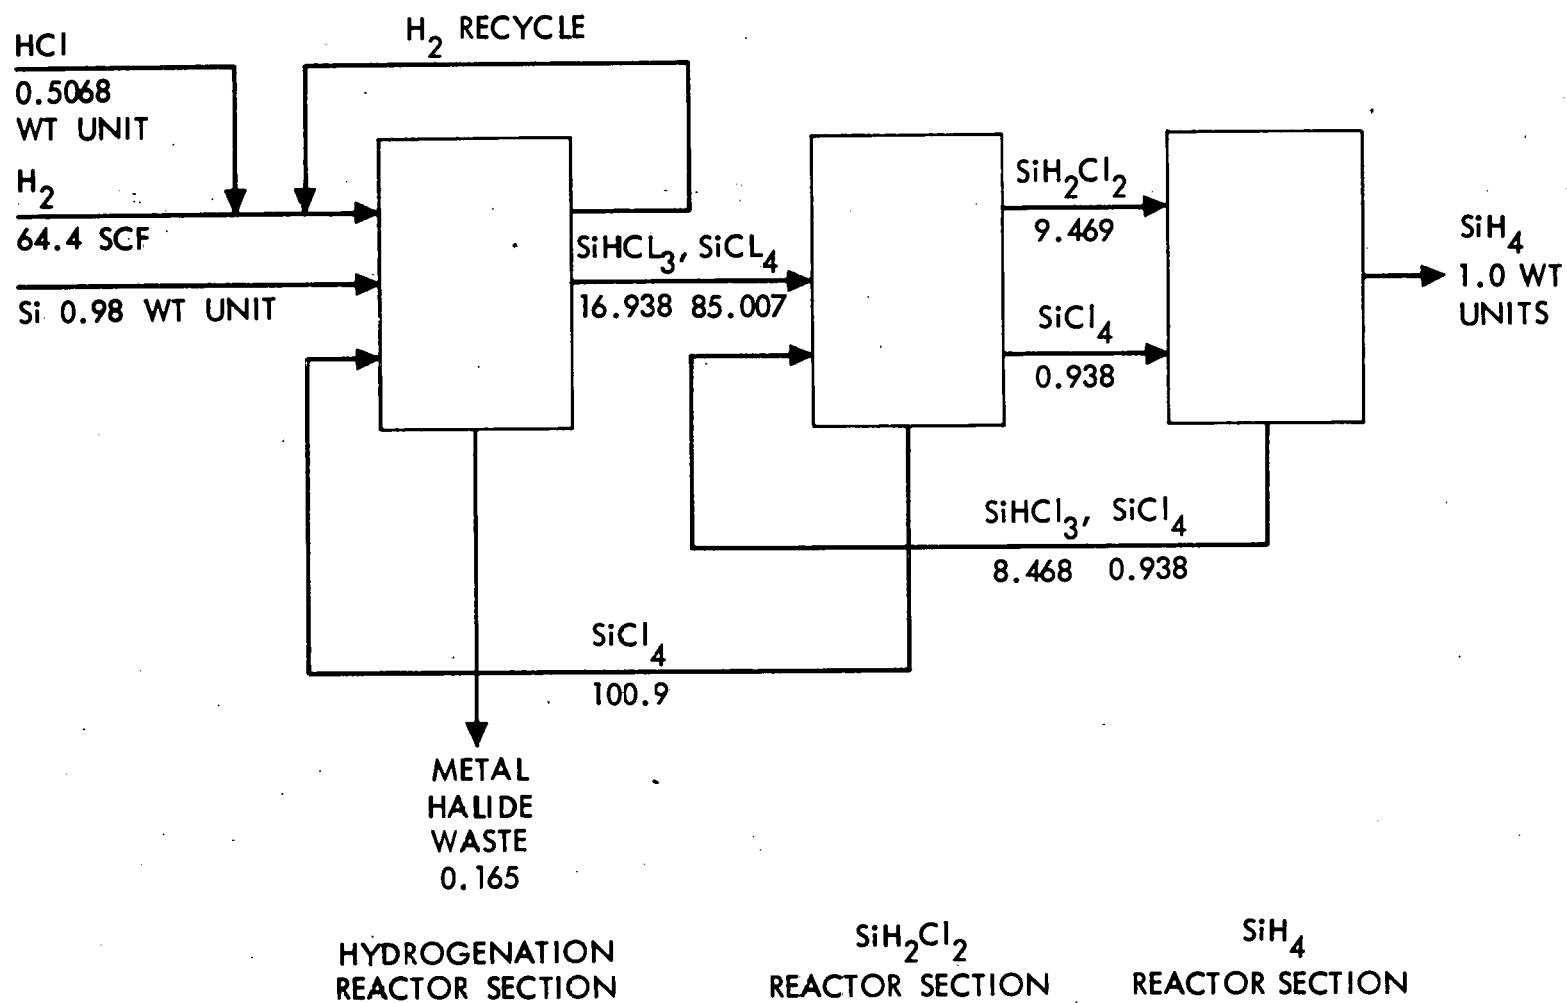 H2 RECYCLE
HCl
0.5068
WT UNIT
H2
64.4 SCF
Si 0.98 WT UNIT
SiHCL3, SiCL4
16.938 85.007
SiH2Cl2
9.469
SiCl4
0.938
SiH4
1.0 WT
UNITS
SiHCl3, SiCl4
8.468 0.938
SiCl4
100.9
METAL
HALIDE
WASTE
0.165
HYDROGENATION
REACTOR SECTION
SiH2Cl2
REACTOR SECTION
SiH4
REACTOR SECTION